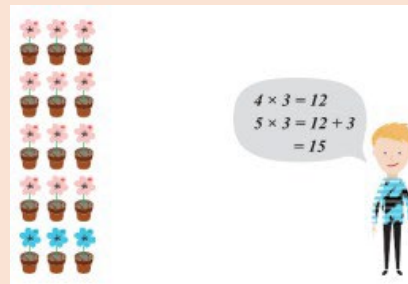 4 × 3 = 12
5 × 3 = 12 + 3
= 15